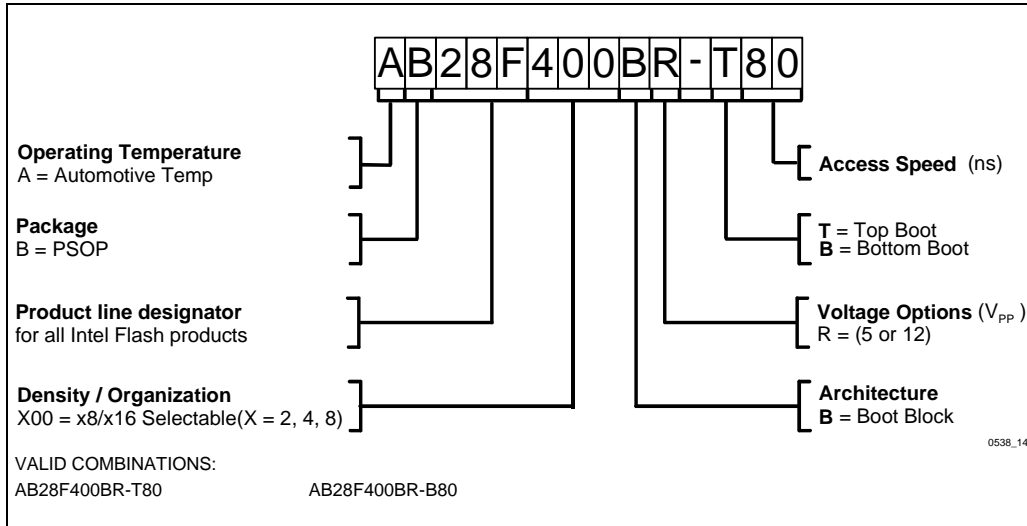 AB28F400BR-T80
Operating Temperature
A = Automotive Temp
Package
B = PSOP
Product line designator
for all Intel Flash products
Density / Organization
X00 = x8/x16 Selectable(X = 2, 4, 8)
Access Speed (ns)
T = Top Boot
B = Bottom Boot
Voltage Options (VPP )
R = (5 or 12)
Architecture
B = Boot Block
0538_14
VALID COMBINATIONS:
AB28F400BR-T80 AB28F400BR-B80